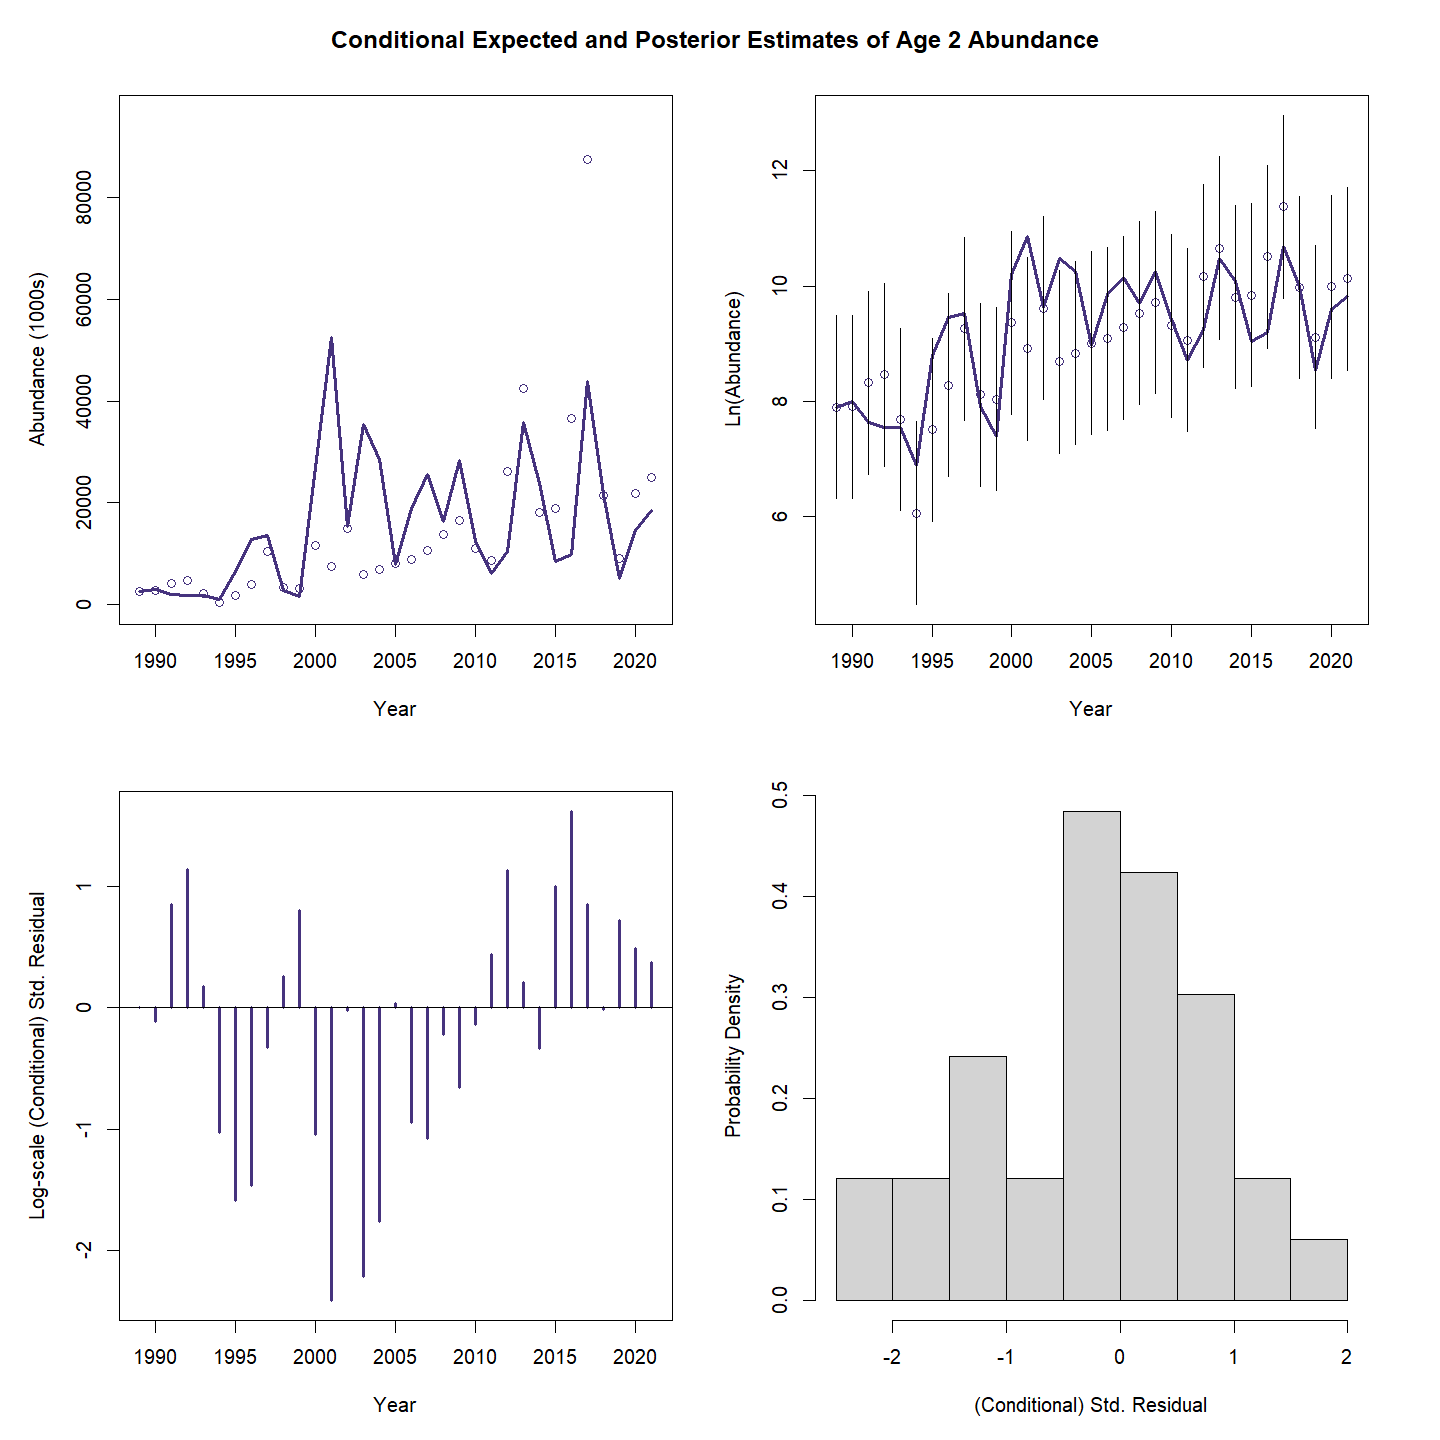 Conditional Expected and Posterior Estimates of Age 2 Abundance
Abundance (1000s)
80000
60000
40000
20000
0
1990 1995 2000 2005 2010 2015 2020
Year
Ln(Abundance)
12
10
8
6
1990 1995 2000 2005 2010 2015 2020
Year
Log-scale (Conditional) Std. Residual
1
0
-1
-2
1990 1995 2000 2005 2010 2015 2020
Year
Probability Density
0.5
0.4
0.3
0.2
0.1
0.0
-2 -1 0 1 2
(Conditional) Std. Residual